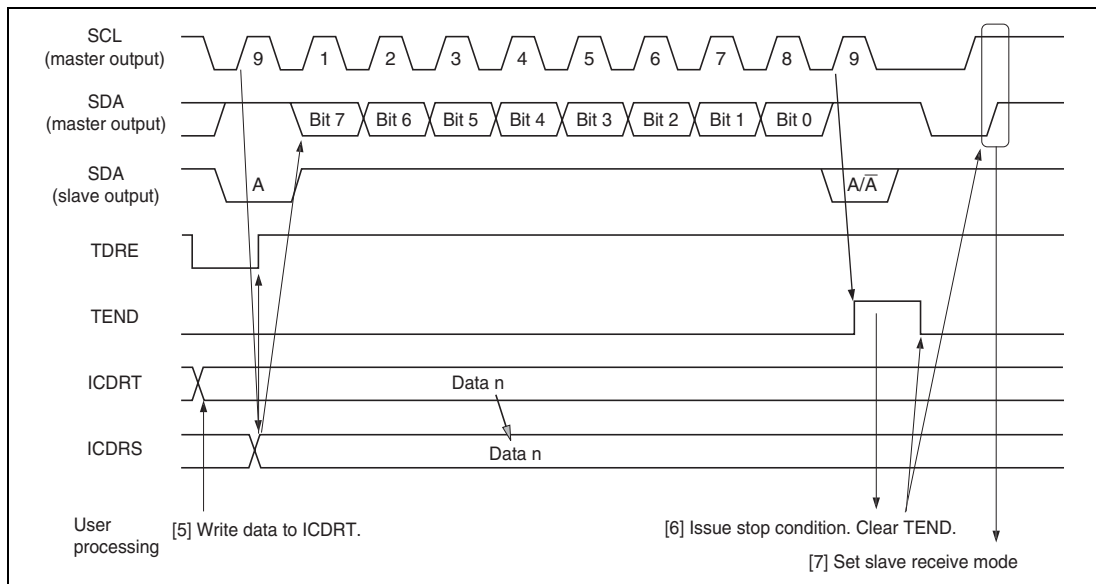 SCL
(master output)
9 1 2 3 4 5 6 7 8 9
SDA
(master output)
Bit 7 Bit 6 Bit 5 Bit 4 Bit 3 Bit 2 Bit 1 Bit 0
SDA
(slave output)
A A/A̅
TDRE
TEND
ICDRT
Data n
ICDRS
Data n
User
processing
[5] Write data to ICDRT.
[6] Issue stop condition. Clear TEND.
[7] Set slave receive mode